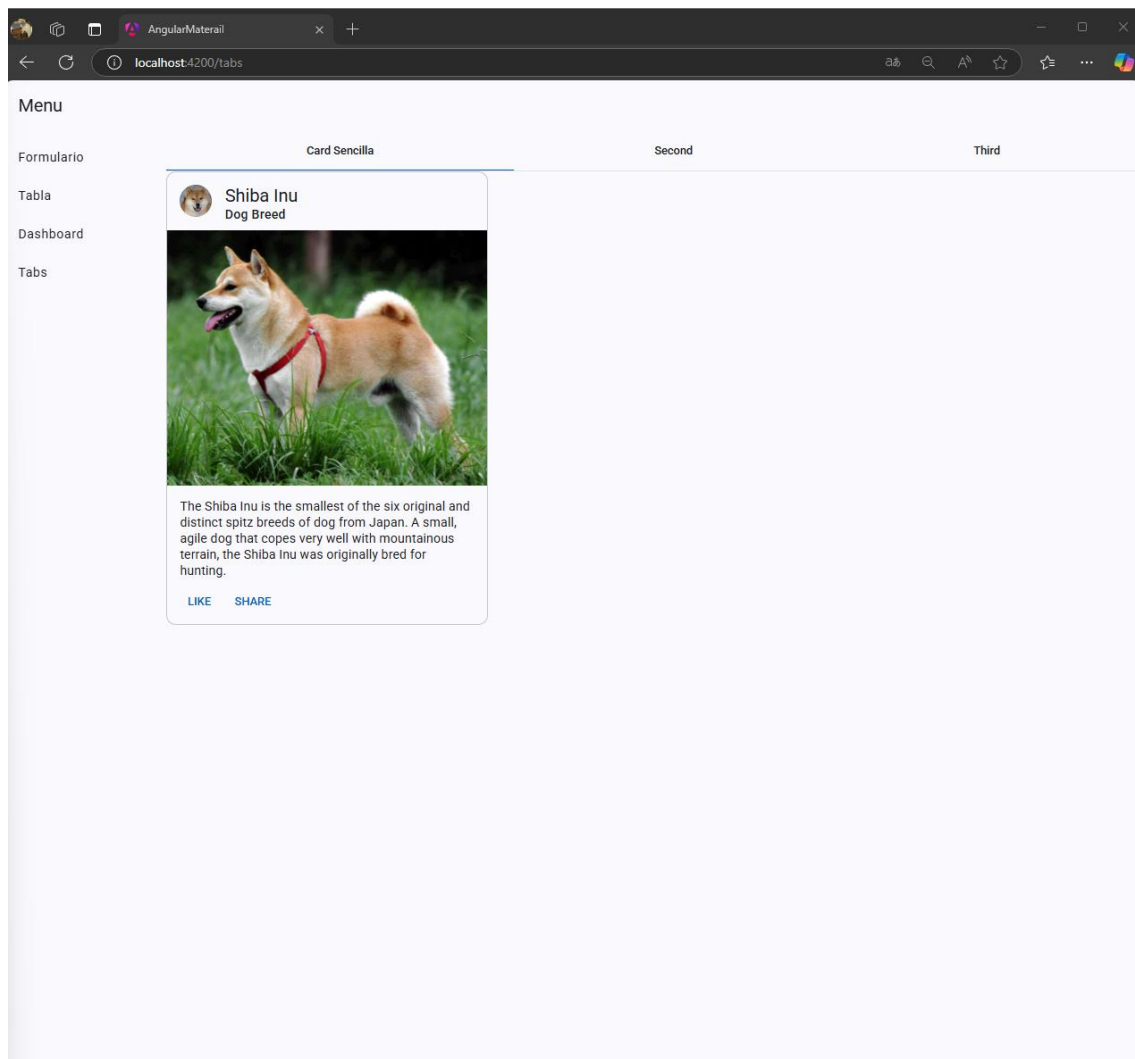 AngularMaterail
localhost:4200/tabs
Menu
Formulario
Tabla
Dashboard
Tabs
Card Sencilla
Second
Third
Shiba Inu
Dog Breed
The Shiba Inu is the smallest of the six original and
distinct spitz breeds of dog from Japan. A small,
agile dog that copes very well with mountainous
terrain, the Shiba Inu was originally bred for
hunting.
LIKE SHARE